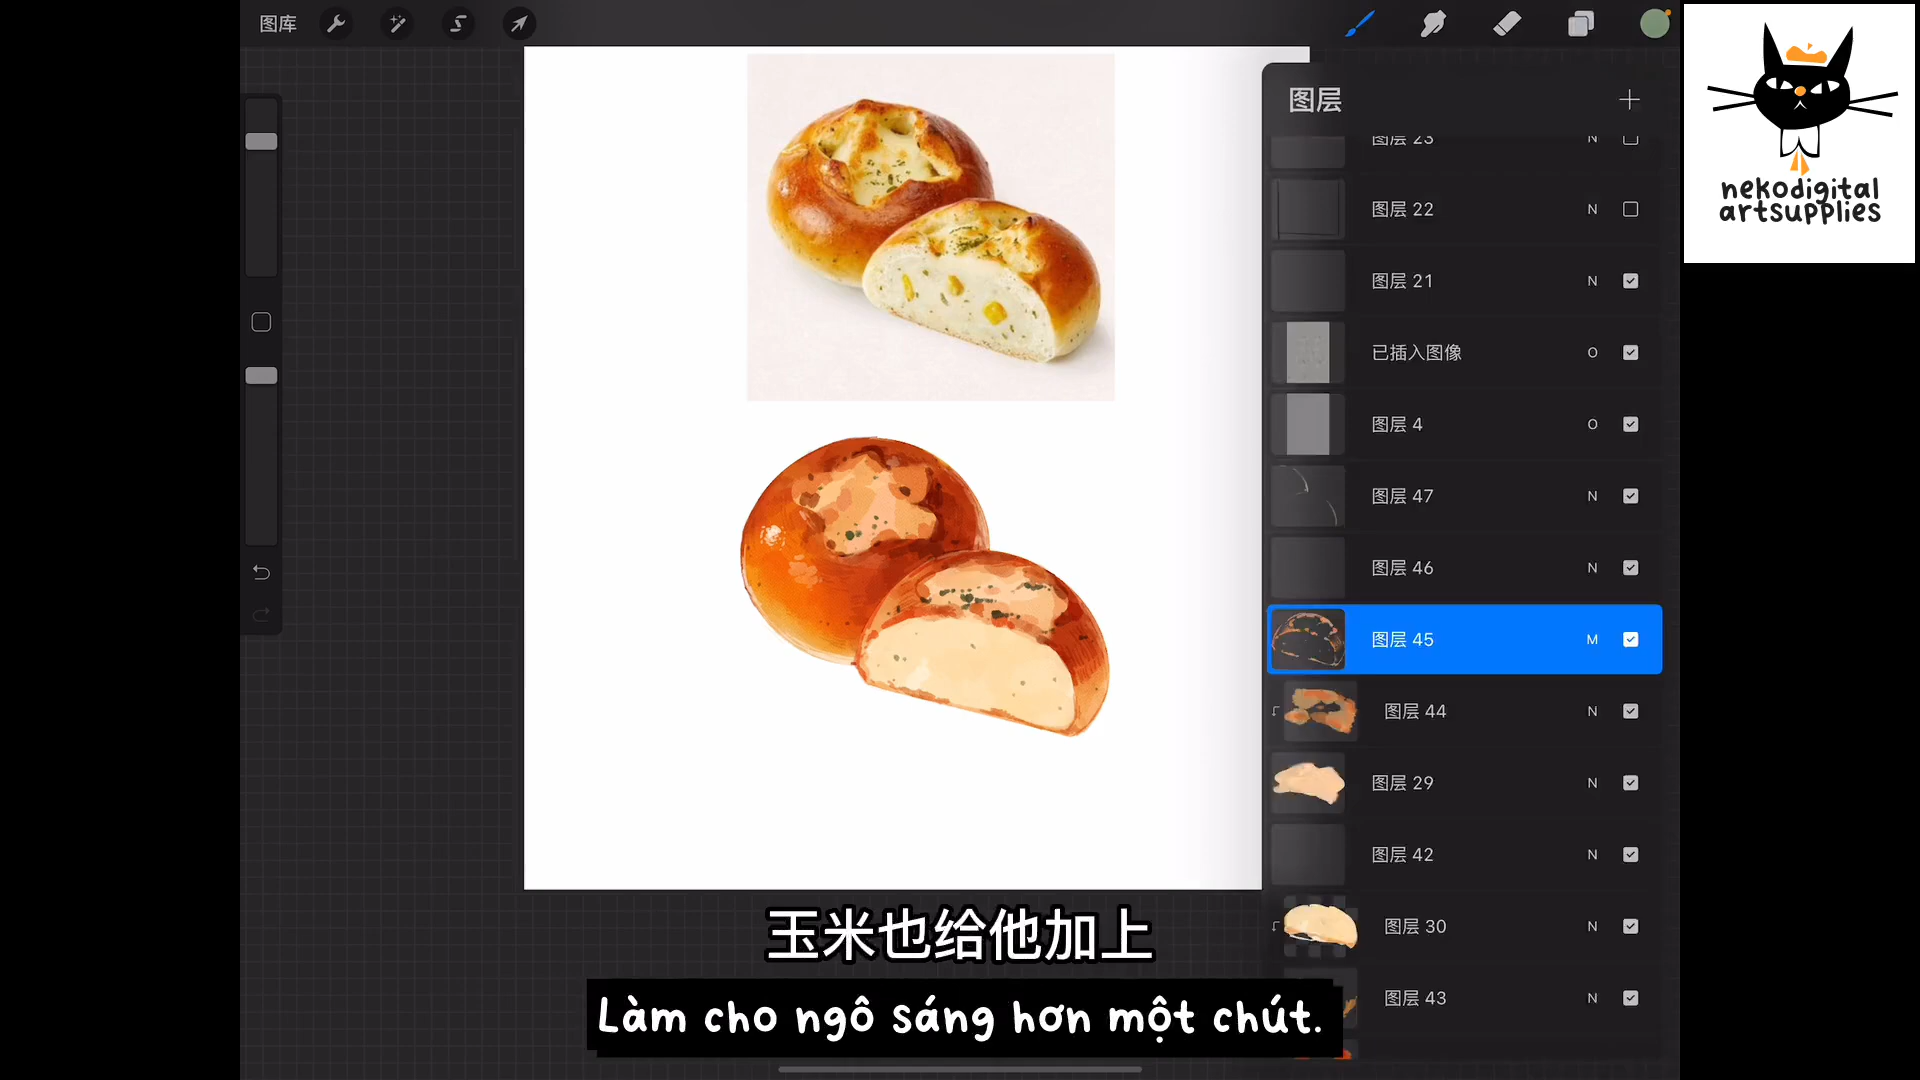 图库
图层
图层 23 N
图层 22 N
图层 21 N
已插入图像 O
图层 4 O
图层 47 N
图层 46 N
图层 45 M
图层 44 N
图层 29 N
图层 42 N
图层 30 N
图层 43 N
nekodigital
artsupplies
玉米也给他加上
Làm cho ngô sáng hơn một chút.